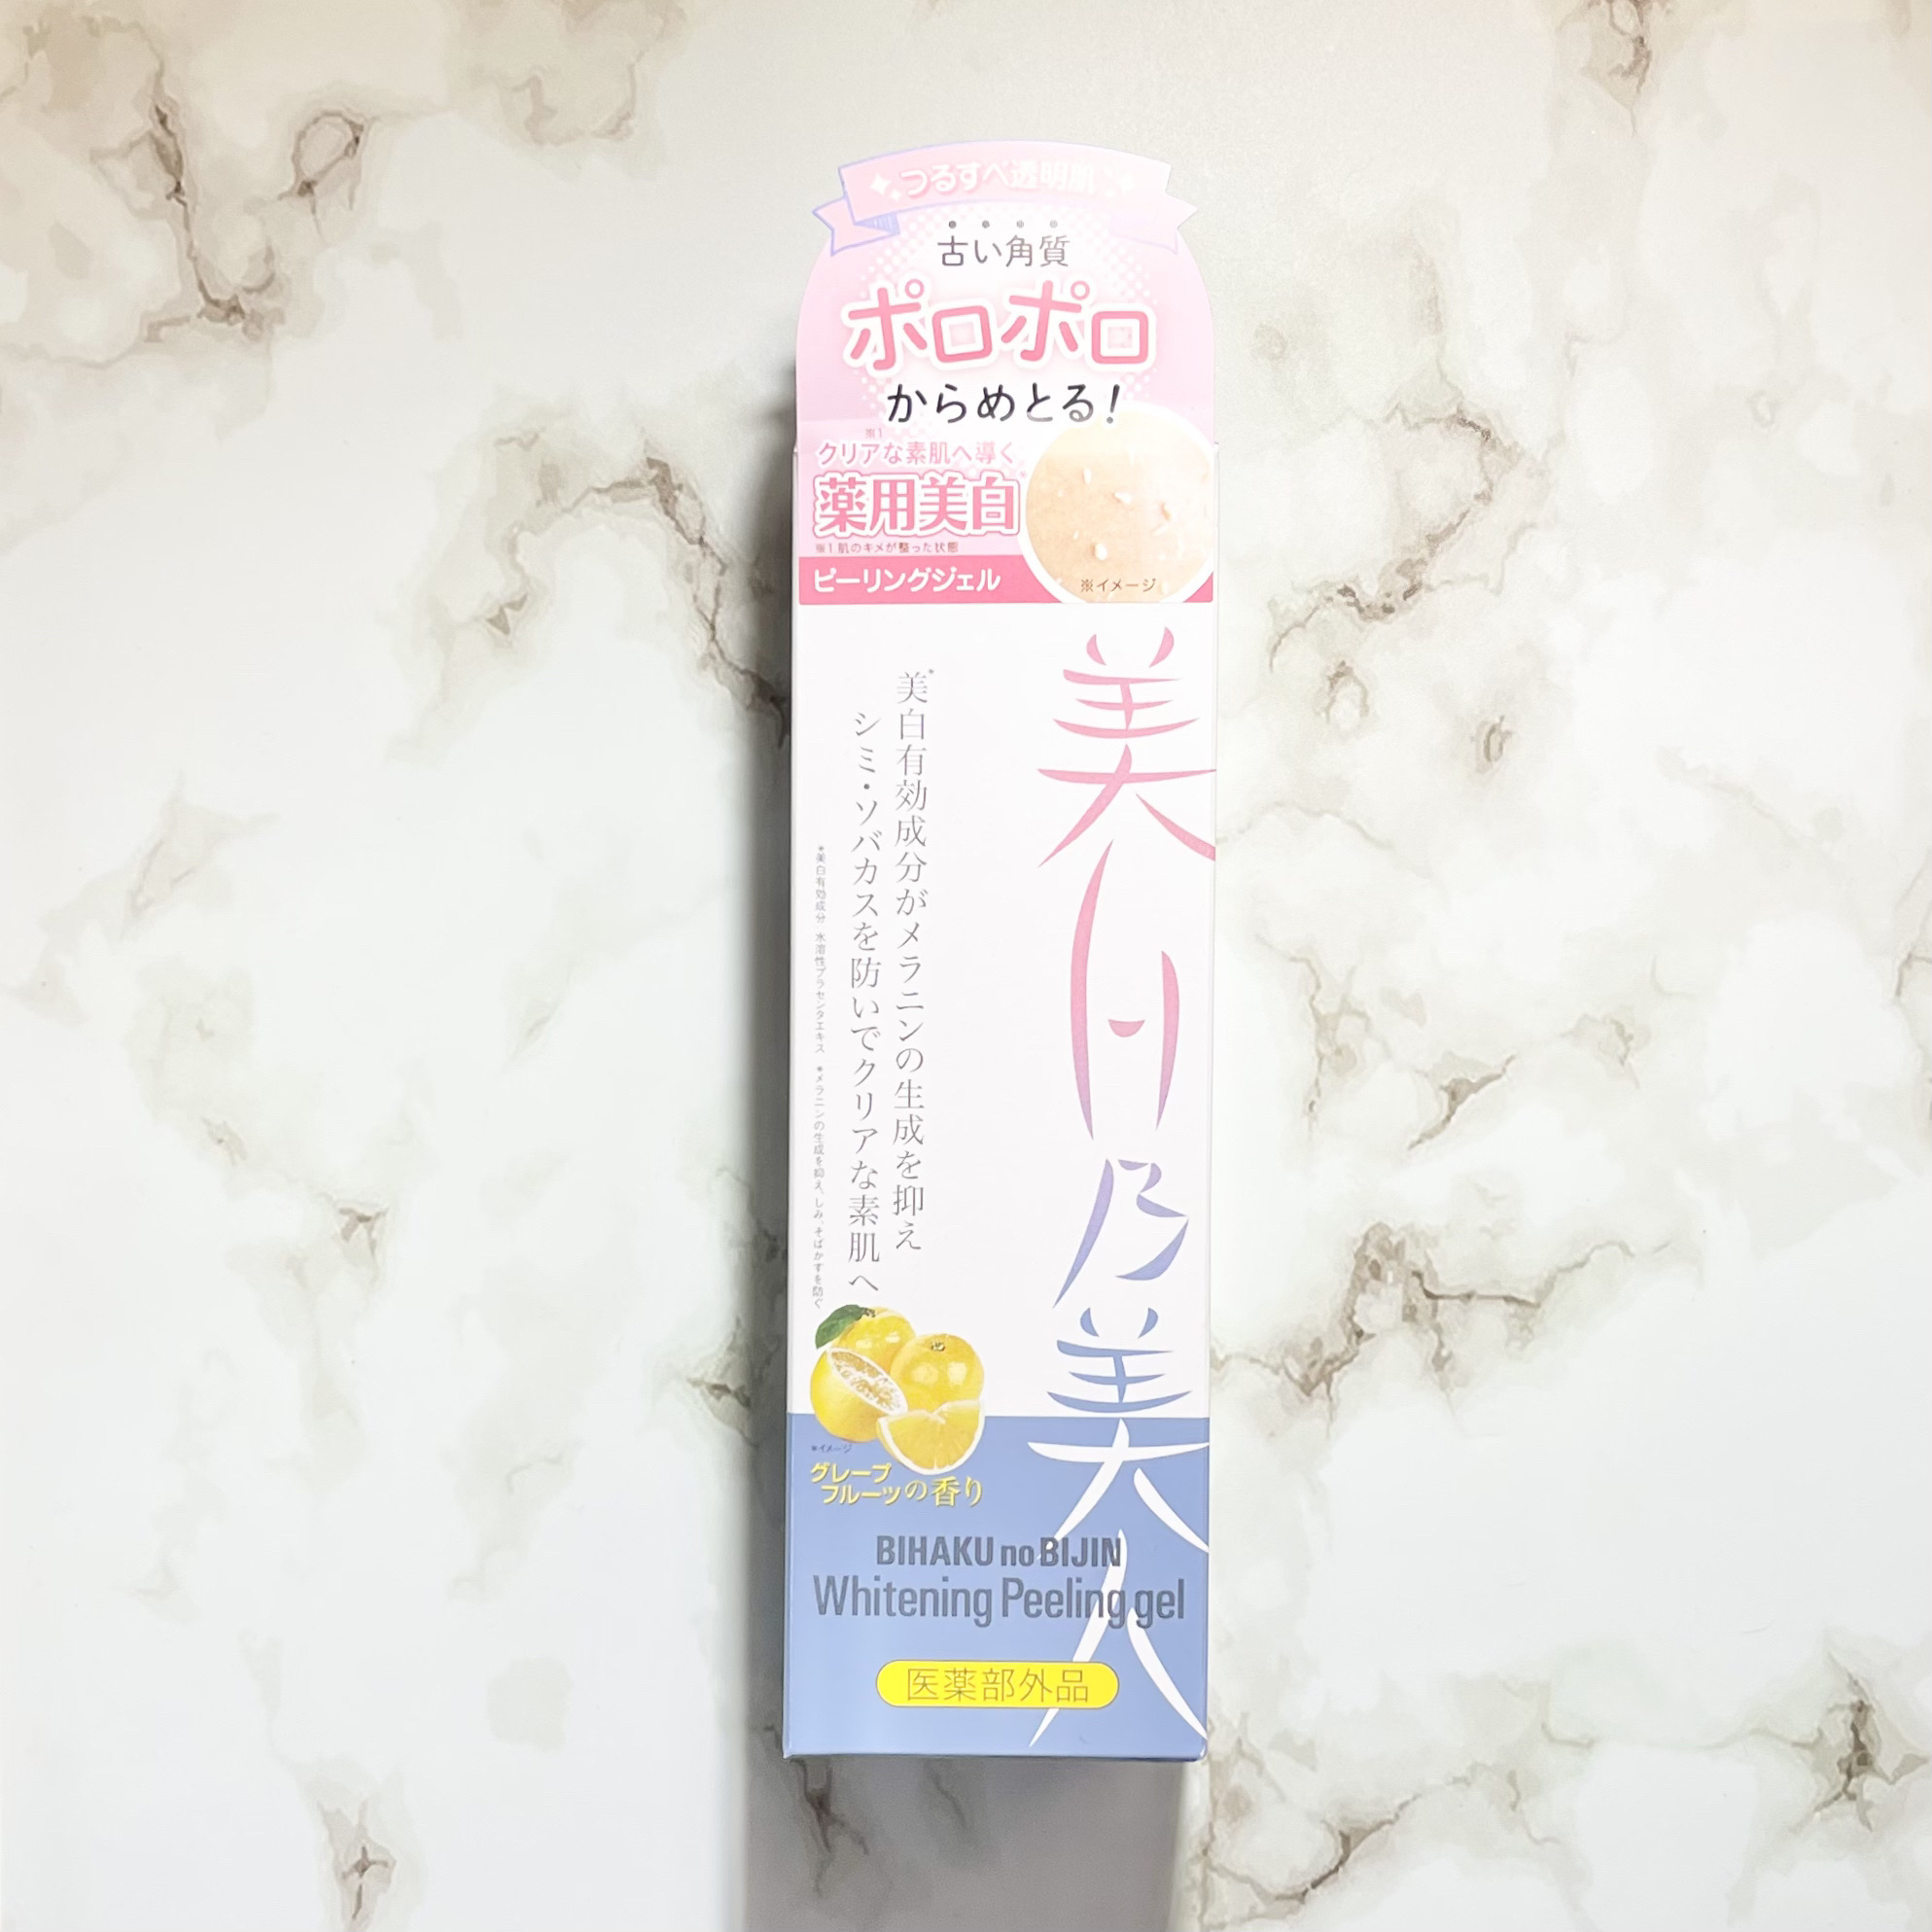 つるすべ透明肌
古い角質
ポロポロ
からめとる!
※1
クリアな素肌へ導く
薬用美白
※1 肌のキメが整った状態
ピーリングジェル
※イメージ
美白乃美人
美*白有効成分がメラニンの生成を抑え
シミ・ソバカスを防いでクリアな素肌へ
*美白有効成分 水溶性プラセンタエキス *メラニンの生成を抑え、しみ、そばかすを防ぐ
※イメージ
グレープ
フルーツの香り
BIHAKU no BIJIN
Whitening Peeling gel
医薬部外品